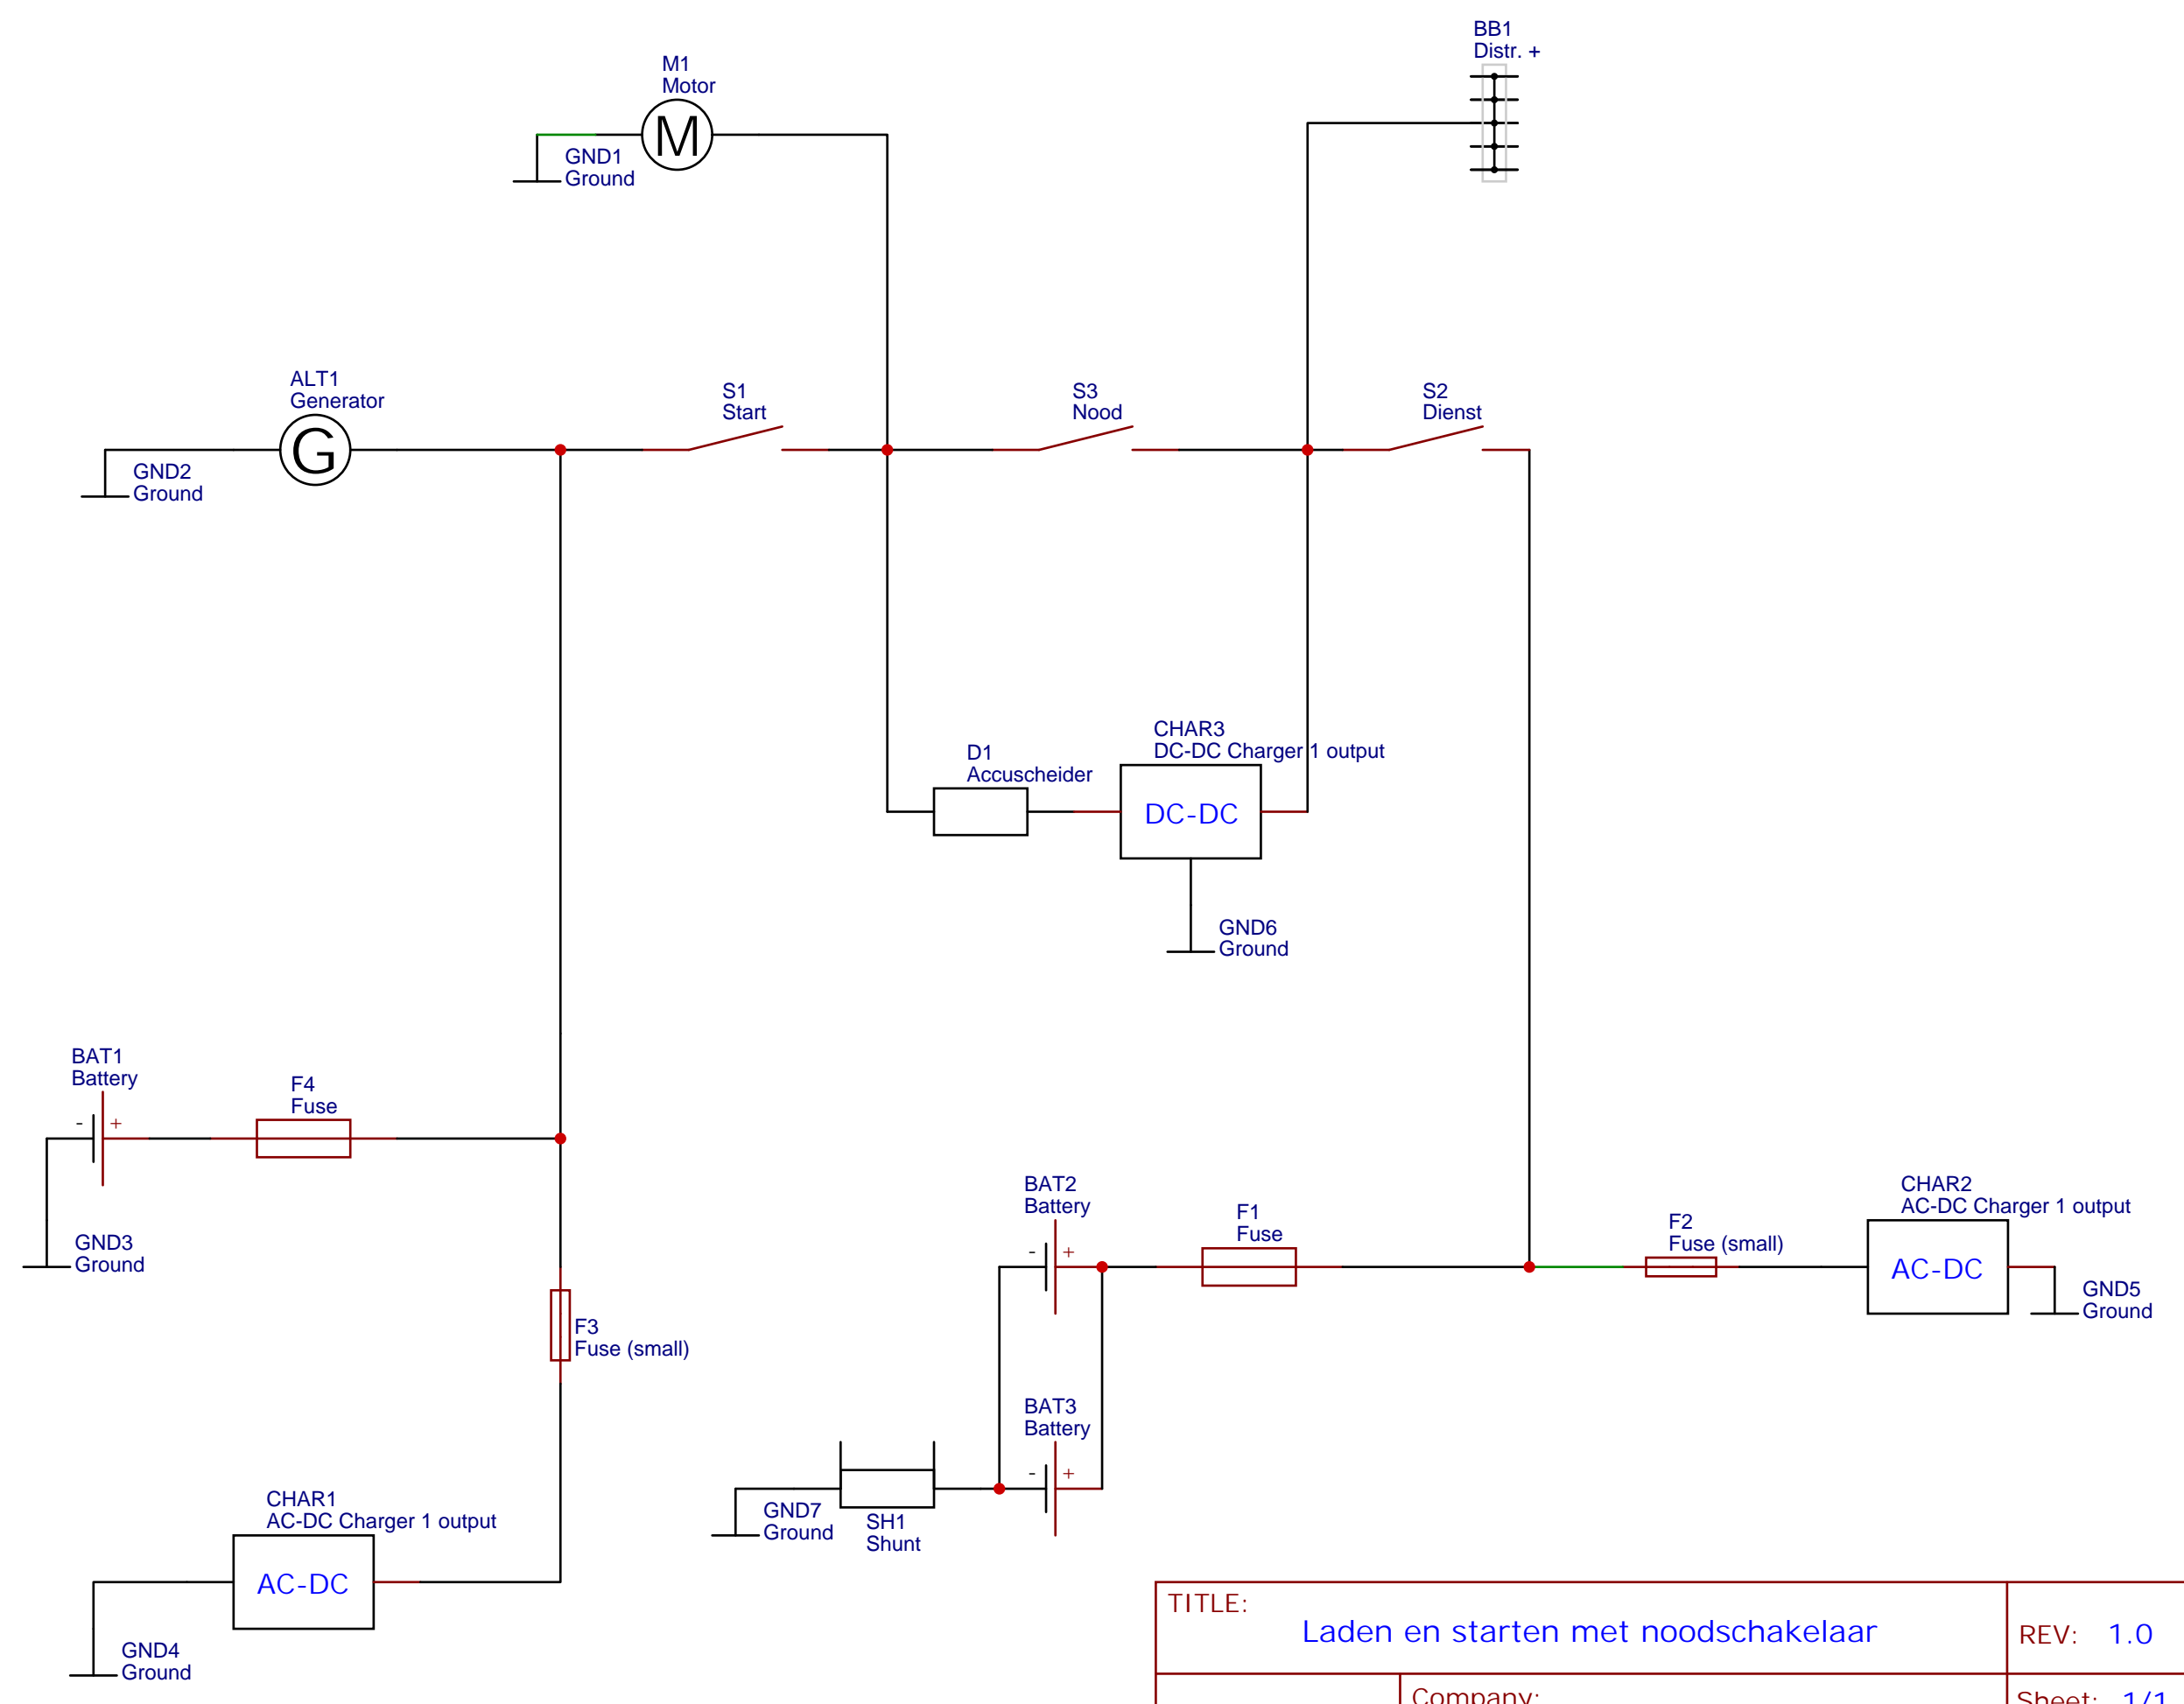 BB1
Distr. +
M1
Motor
M
GND1
Ground
ALT1
Generator
G
GND2
Ground
S1
Start
S3
Nood
S2
Dienst
CHAR3
DC-DC Charger 1 output
D1
Accuscheider
DC-DC
GND6
Ground
BAT1
Battery
- +
F4
Fuse
GND3
Ground
BAT2
Battery
- +
F1
Fuse
F2
Fuse (small)
CHAR2
AC-DC Charger 1 output
AC-DC
GND5
Ground
F3
Fuse (small)
BAT3
Battery
- +
GND7
Ground
SH1
Shunt
CHAR1
AC-DC Charger 1 output
AC-DC
GND4
Ground
TITLE:
Laden en starten met noodschakelaar
REV: 1.0
Company:
Sheet: 1/1